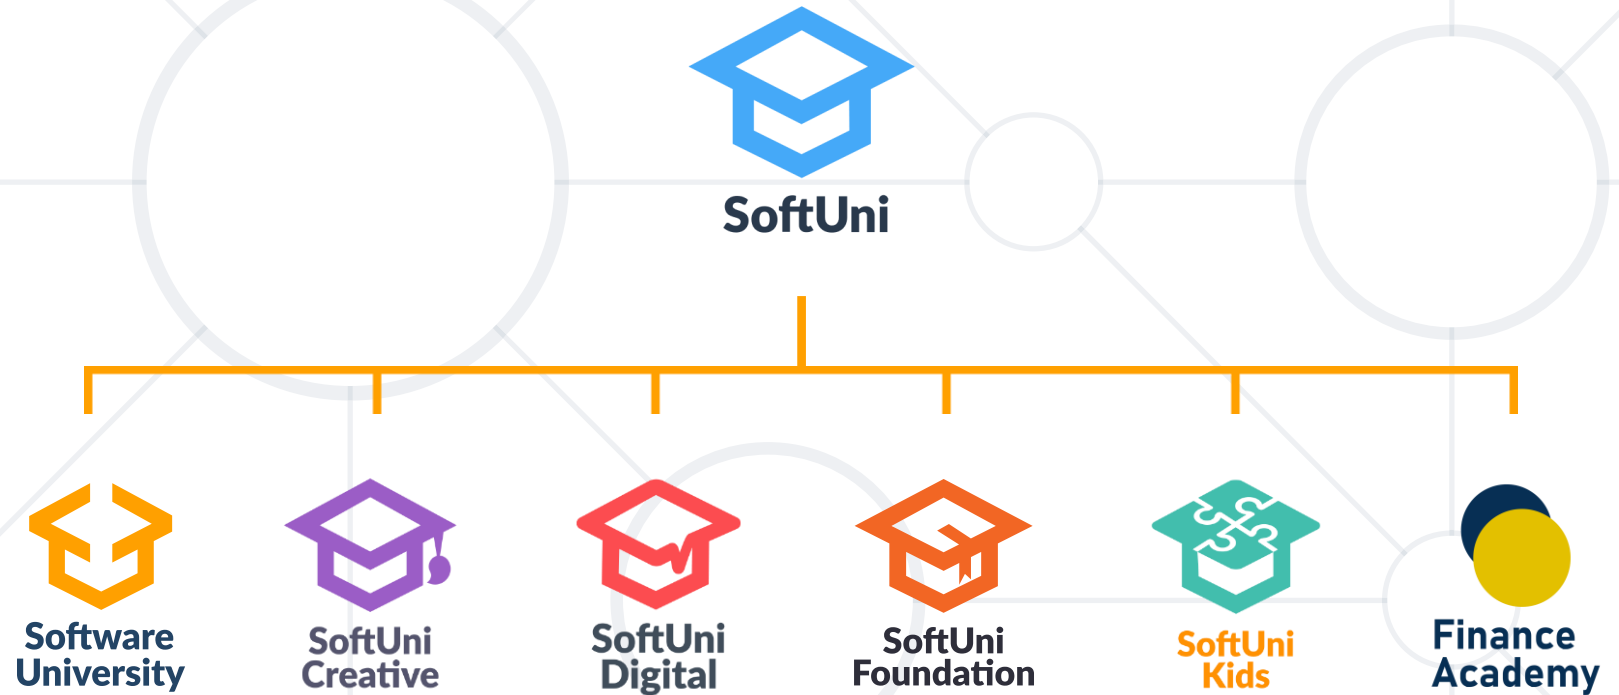 SoftUni
Software
University
SoftUni
Creative
SoftUni
Digital
SoftUni
Foundation
SoftUni
Kids
Finance
Academy